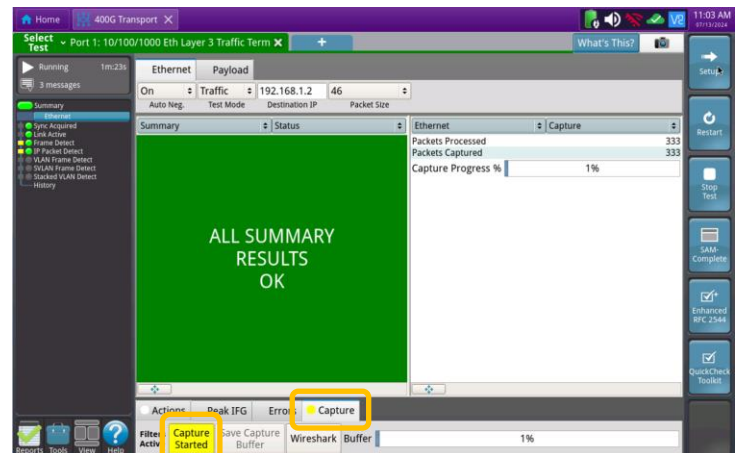 Home
400G Transport
11:03 AM
07/13/2024
Select Test
Port 1: 10/100/1000 Eth Layer 3 Traffic Term
+
What's This?
Running 1m:23s
3 messages
Summary
Ethernet
Sync Acquired
Link Active
Frame Detect
IP Packet Detect
VLAN Frame Detect
SVLAN Frame Detect
Stacked VLAN Detect
History
Ethernet Payload
On Traffic 192.168.1.2 46
Auto Neg. Test Mode Destination IP Packet Size
Summary Status
ALL SUMMARY
RESULTS
OK
Ethernet Capture
Packets Processed 333
Packets Captured 333
Capture Progress % 1%
Setup
Restart
Stop
Test
SAM-
Complete
Enhanced
RFC 2544
QuickCheck
Toolkit
Actions Peak IFG Errors Capture
Capture
Started
Save Capture
Buffer
Wireshark Buffer 1%
Reports Tools View Help